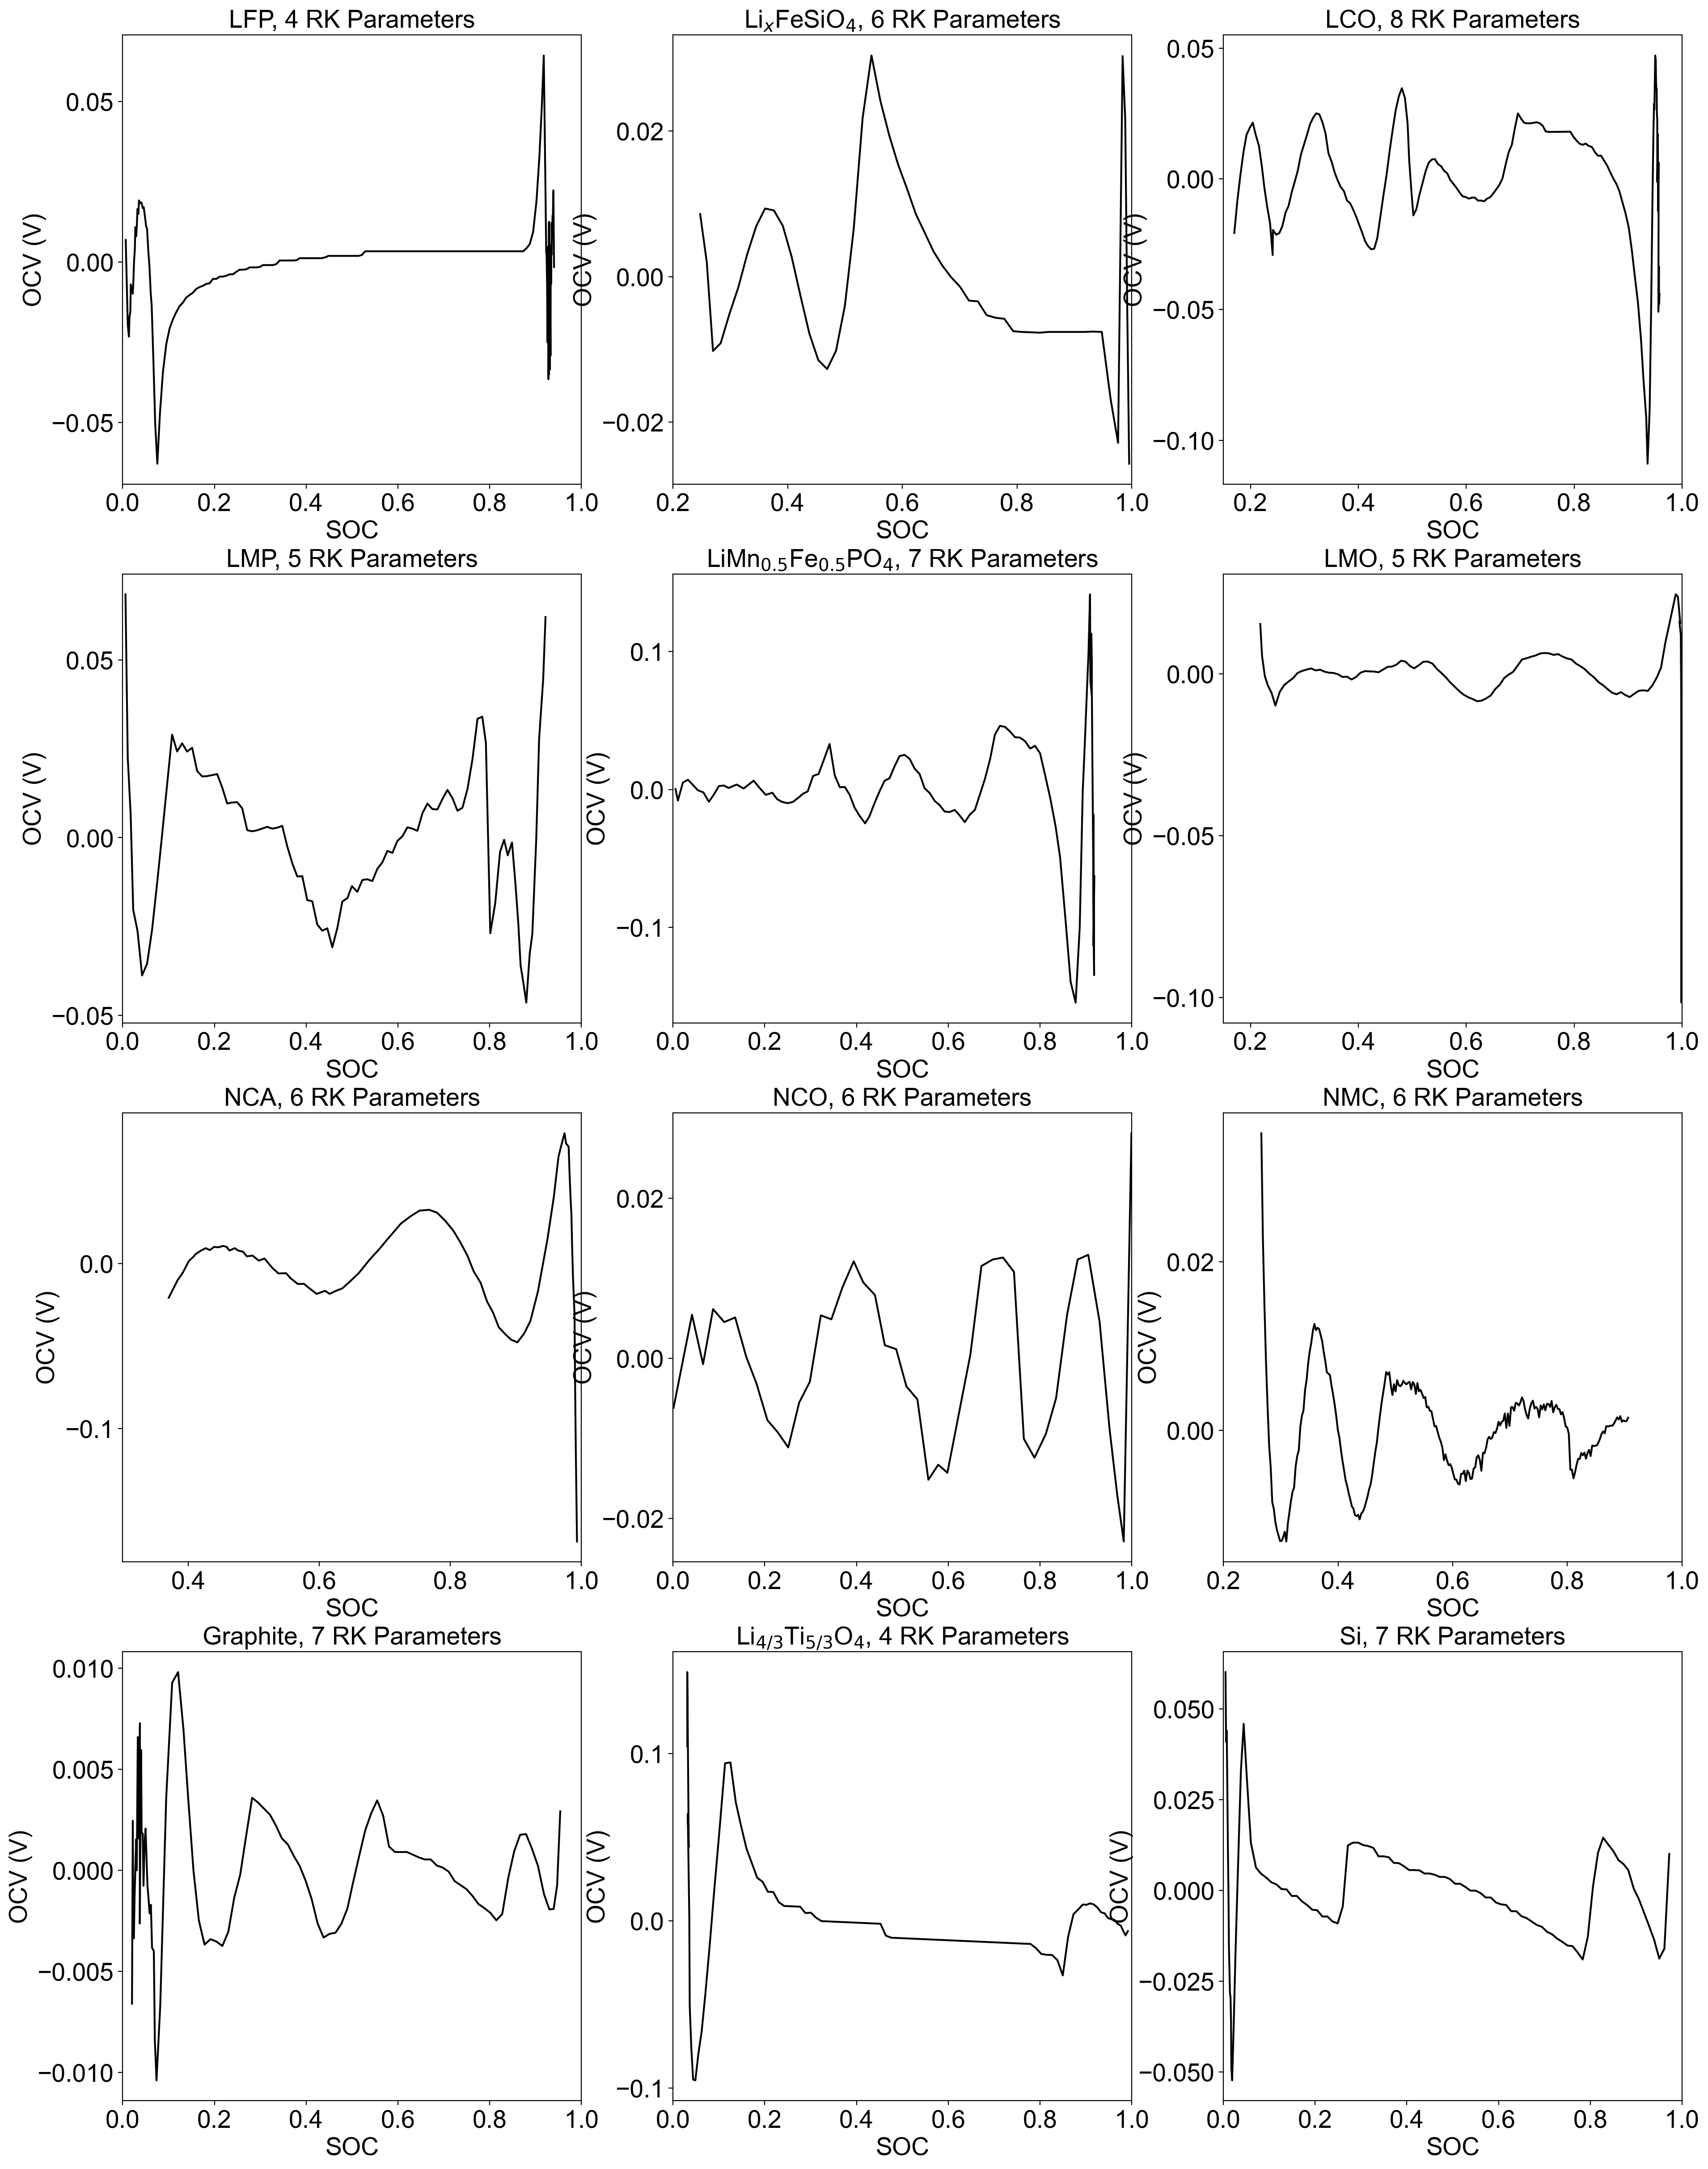 LFP, 4 RK Parameters
OCV (V)
0.05
0.00
−0.05
0.0 0.2 0.4 0.6 0.8 1.0
SOC
LiₓFeSiO₄, 6 RK Parameters
OCV (V)
0.02
0.00
−0.02
0.2 0.4 0.6 0.8 1.0
SOC
LCO, 8 RK Parameters
OCV (V)
0.05
0.00
−0.05
−0.10
0.2 0.4 0.6 0.8 1.0
SOC
LMP, 5 RK Parameters
OCV (V)
0.05
0.00
−0.05
0.0 0.2 0.4 0.6 0.8 1.0
SOC
LiMn₀.₅Fe₀.₅PO₄, 7 RK Parameters
OCV (V)
0.1
0.0
−0.1
0.0 0.2 0.4 0.6 0.8 1.0
SOC
LMO, 5 RK Parameters
OCV (V)
0.00
−0.05
−0.10
0.2 0.4 0.6 0.8 1.0
SOC
NCA, 6 RK Parameters
OCV (V)
0.0
−0.1
0.4 0.6 0.8 1.0
SOC
NCO, 6 RK Parameters
OCV (V)
0.02
0.00
−0.02
0.0 0.2 0.4 0.6 0.8 1.0
SOC
NMC, 6 RK Parameters
OCV (V)
0.02
0.00
0.2 0.4 0.6 0.8 1.0
SOC
Graphite, 7 RK Parameters
OCV (V)
0.010
0.005
0.000
−0.005
−0.010
0.0 0.2 0.4 0.6 0.8 1.0
SOC
Li₄/₃Ti₅/₃O₄, 4 RK Parameters
OCV (V)
0.1
0.0
−0.1
0.0 0.2 0.4 0.6 0.8 1.0
SOC
Si, 7 RK Parameters
OCV (V)
0.050
0.025
0.000
−0.025
−0.050
0.0 0.2 0.4 0.6 0.8 1.0
SOC